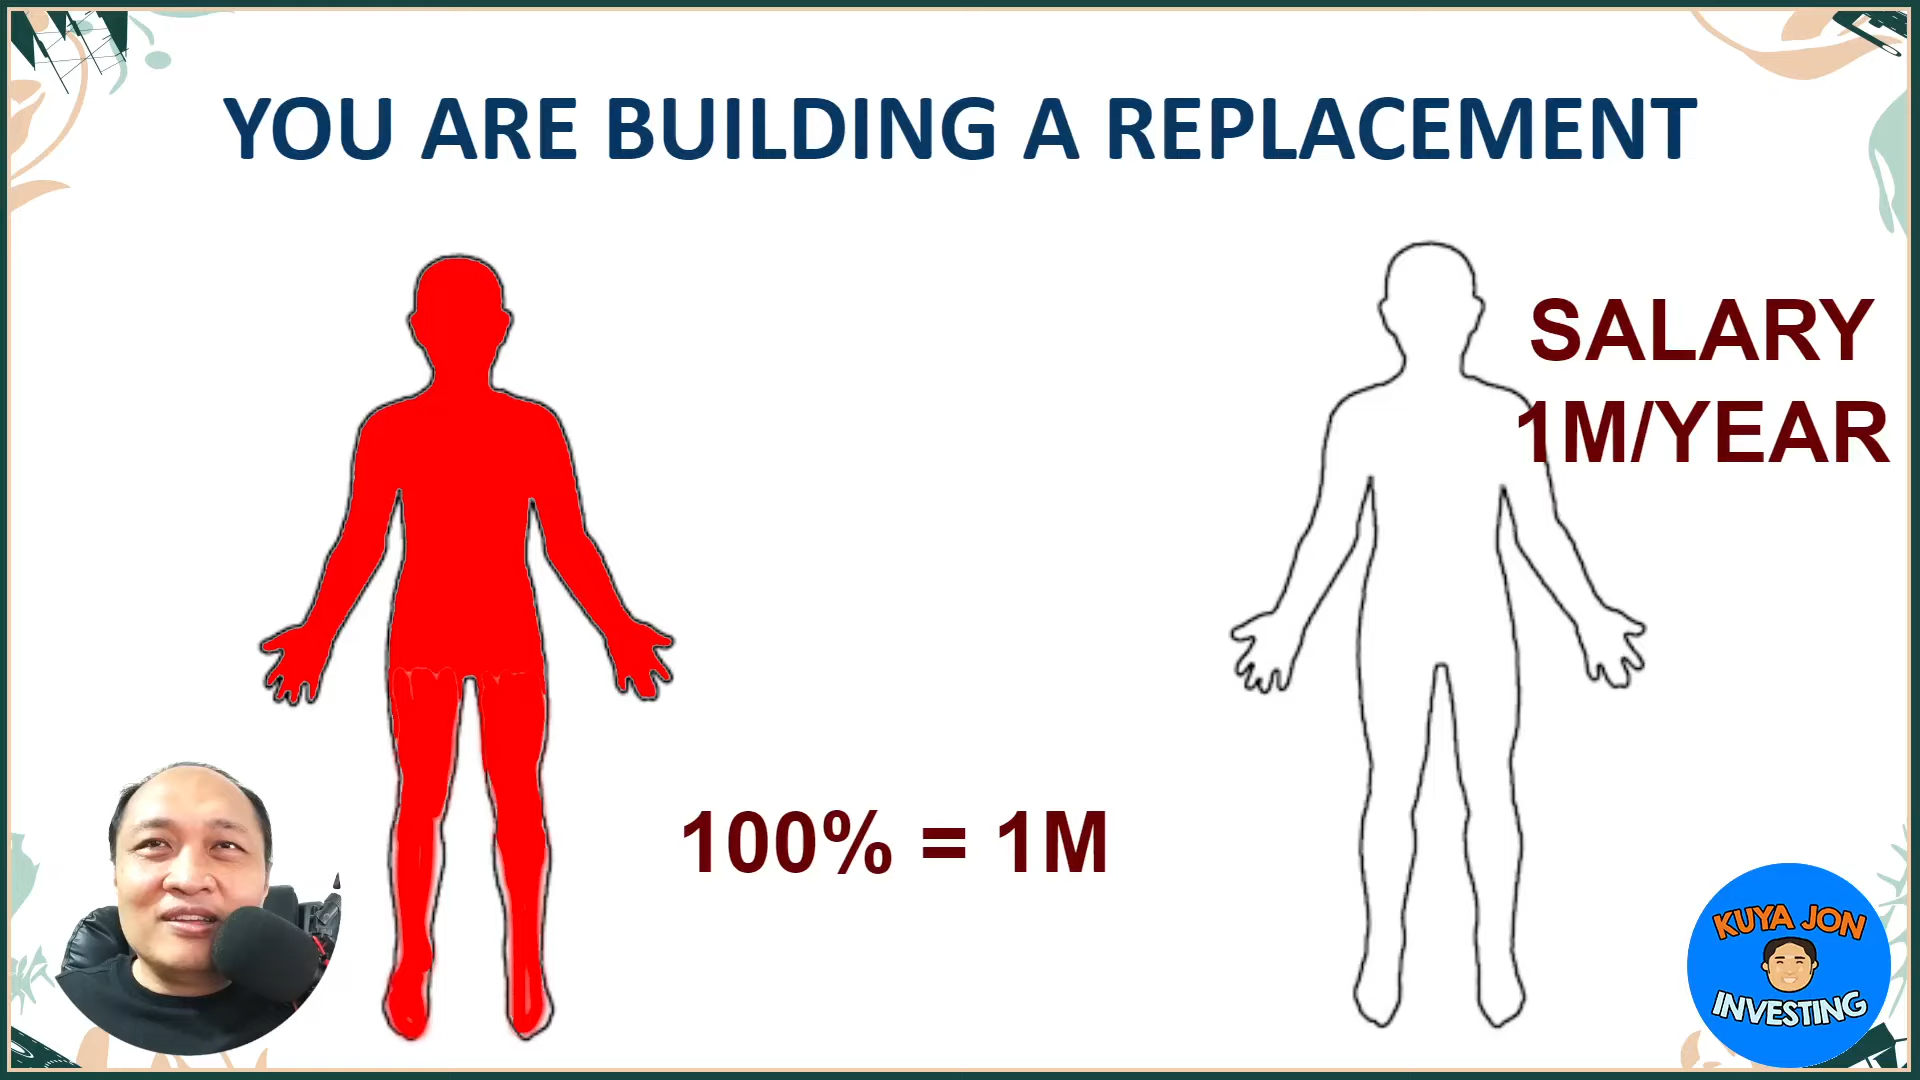 YOU ARE BUILDING A REPLACEMENT
SALARY
1M/YEAR
100% = 1M
KUYA JON
INVESTING